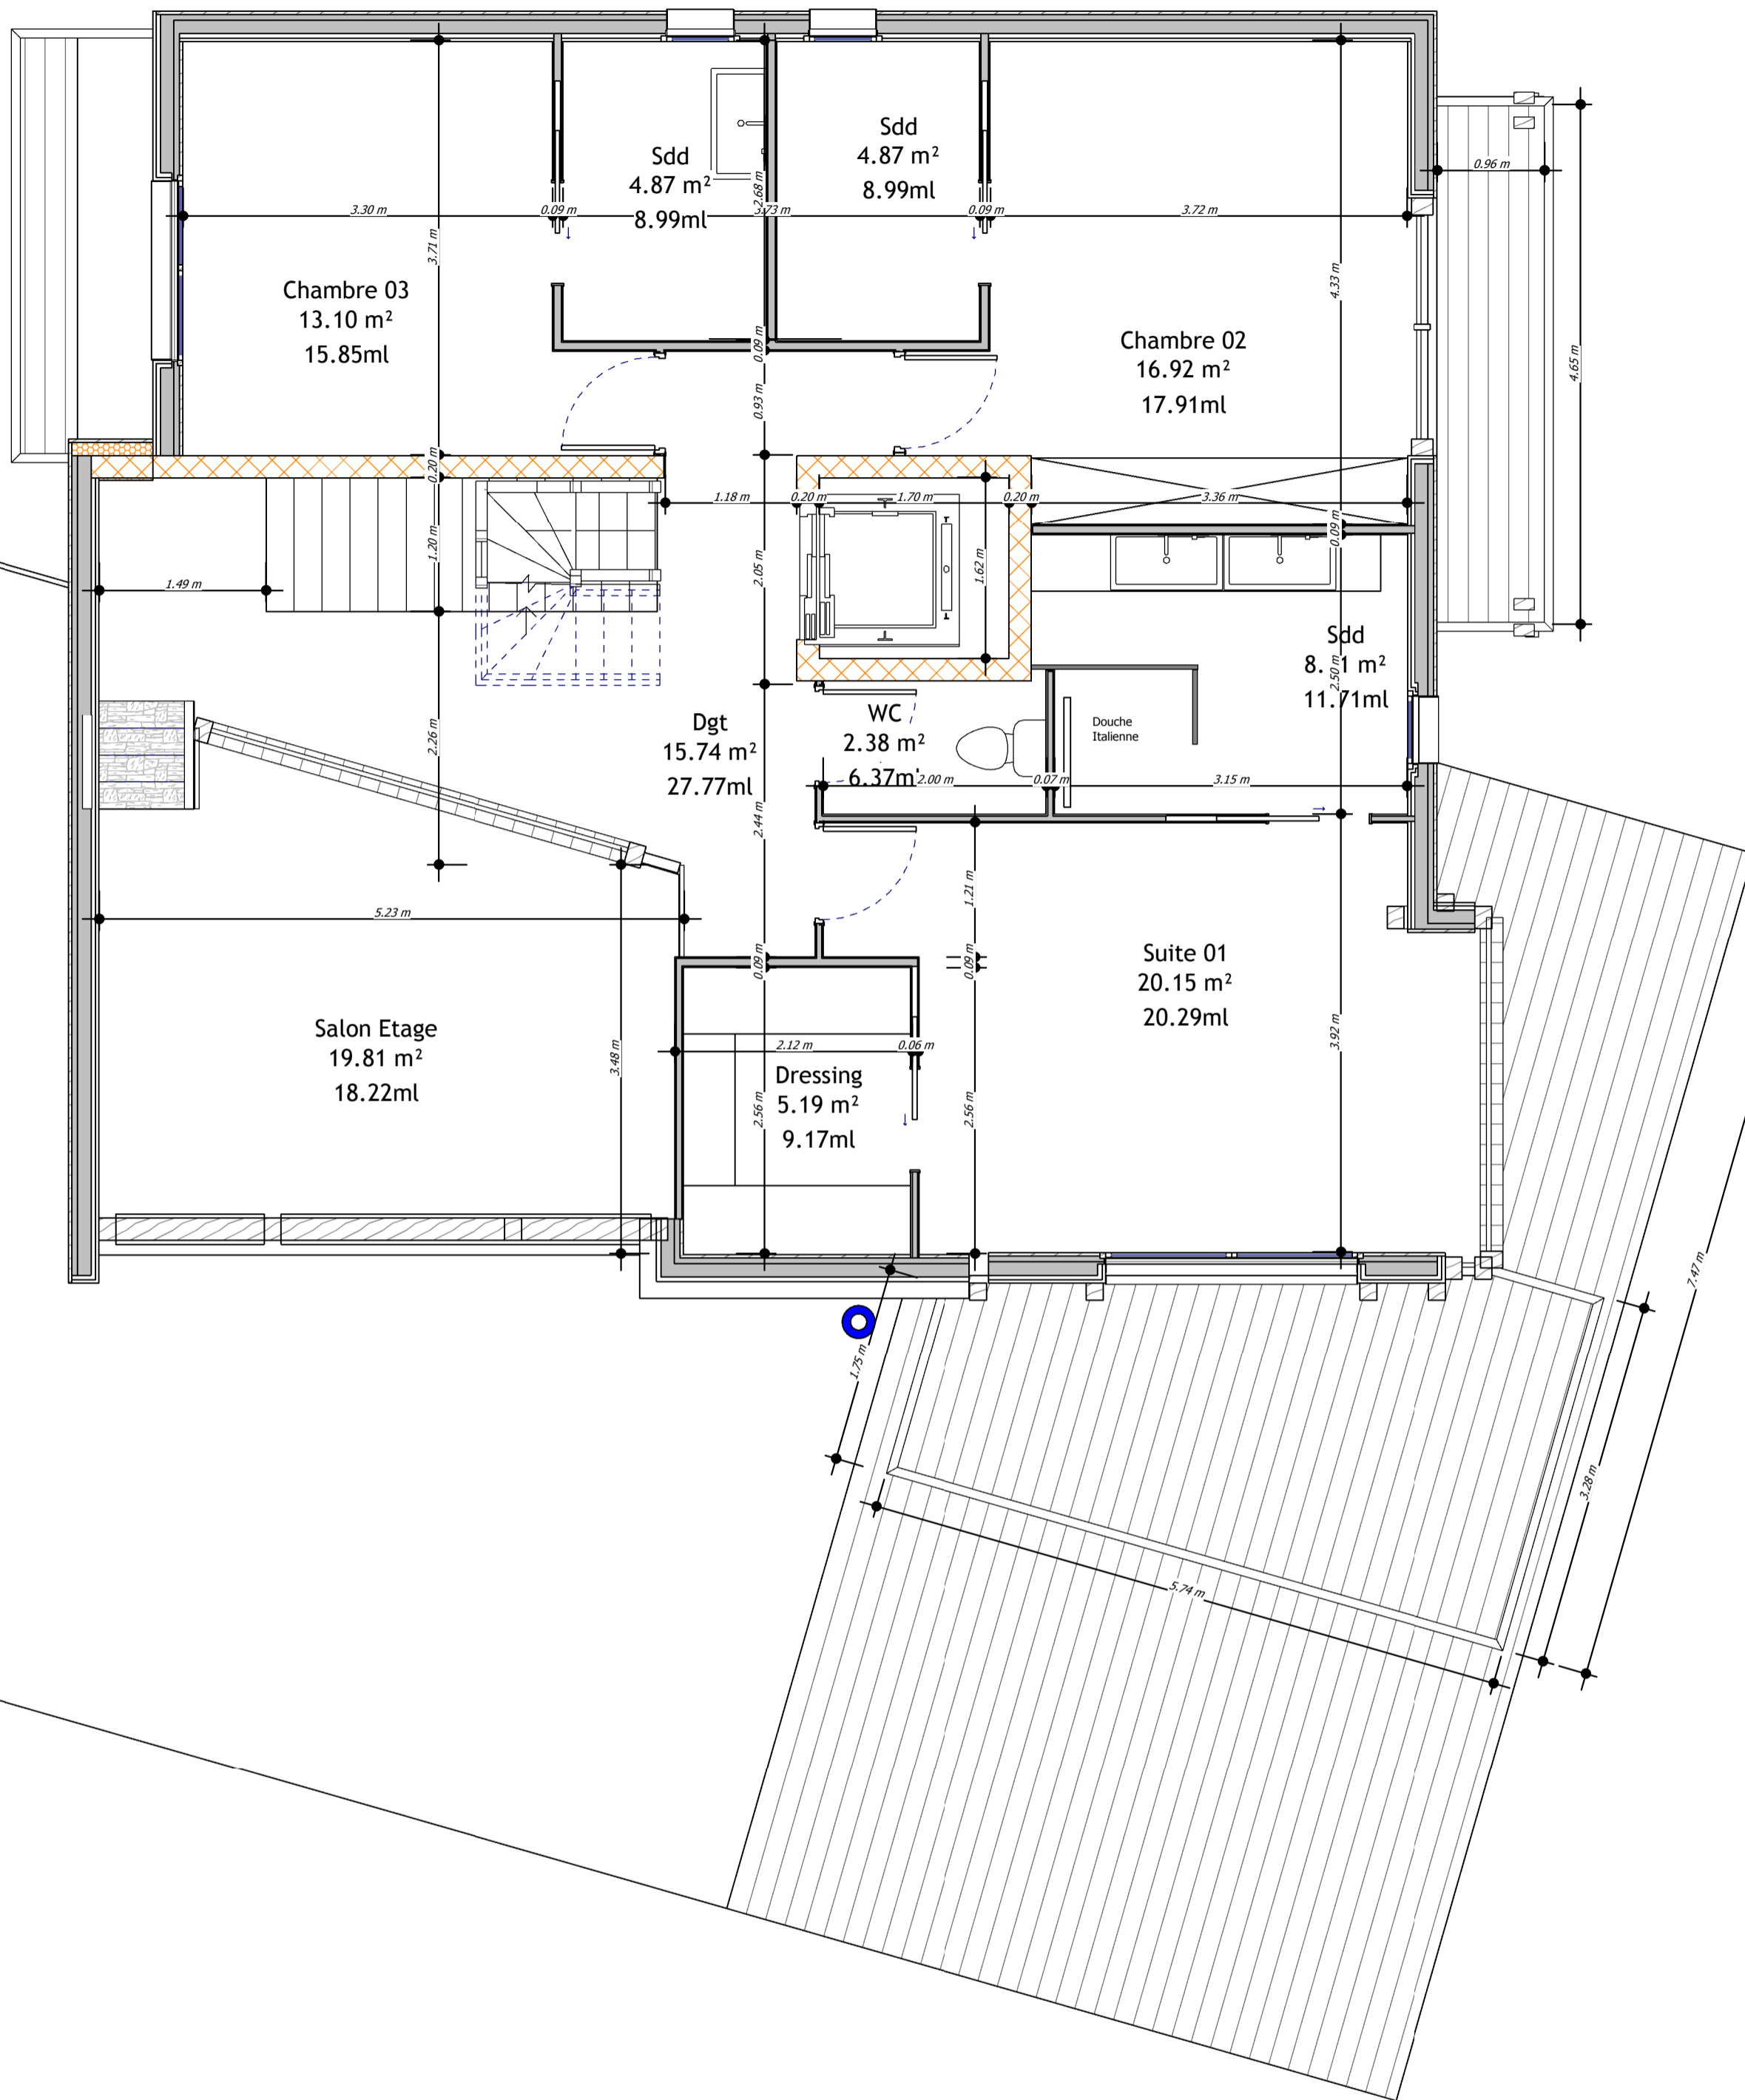 Sdd
4.87 m²
8.99ml
Sdd
4.87 m²
8.99ml
0.96 m
3.30 m
0.09 m
2.68 m
3.73 m
0.09 m
3.72 m
3.71 m
4.33 m
Chambre 03
13.10 m²
15.85ml
Chambre 02
16.92 m²
17.91ml
4.65 m
0.09 m
0.93 m
0.20 m
1.18 m
0.20 m
1.70 m
0.20 m
3.36 m
1.20 m
0.09 m
1.49 m
2.05 m
1.62 m
Sdd
m²
11.71ml
2.50 m
Dgt
15.74 m²
27.77ml
WC
2.38 m²
Douche
Italienne
2.26 m
2.00 m
0.07 m
3.15 m
2.44 m
1.21 m
5.23 m
0.09 m
0.09 m
Suite 01
20.15 m²
20.29ml
Salon Etage
19.81 m²
18.22ml
3.48 m
2.12 m
0.06 m
3.92 m
Dressing
5.19 m²
9.17ml
2.56 m
2.56 m
7.47 m
1.75 m
3.28 m
5.74 m